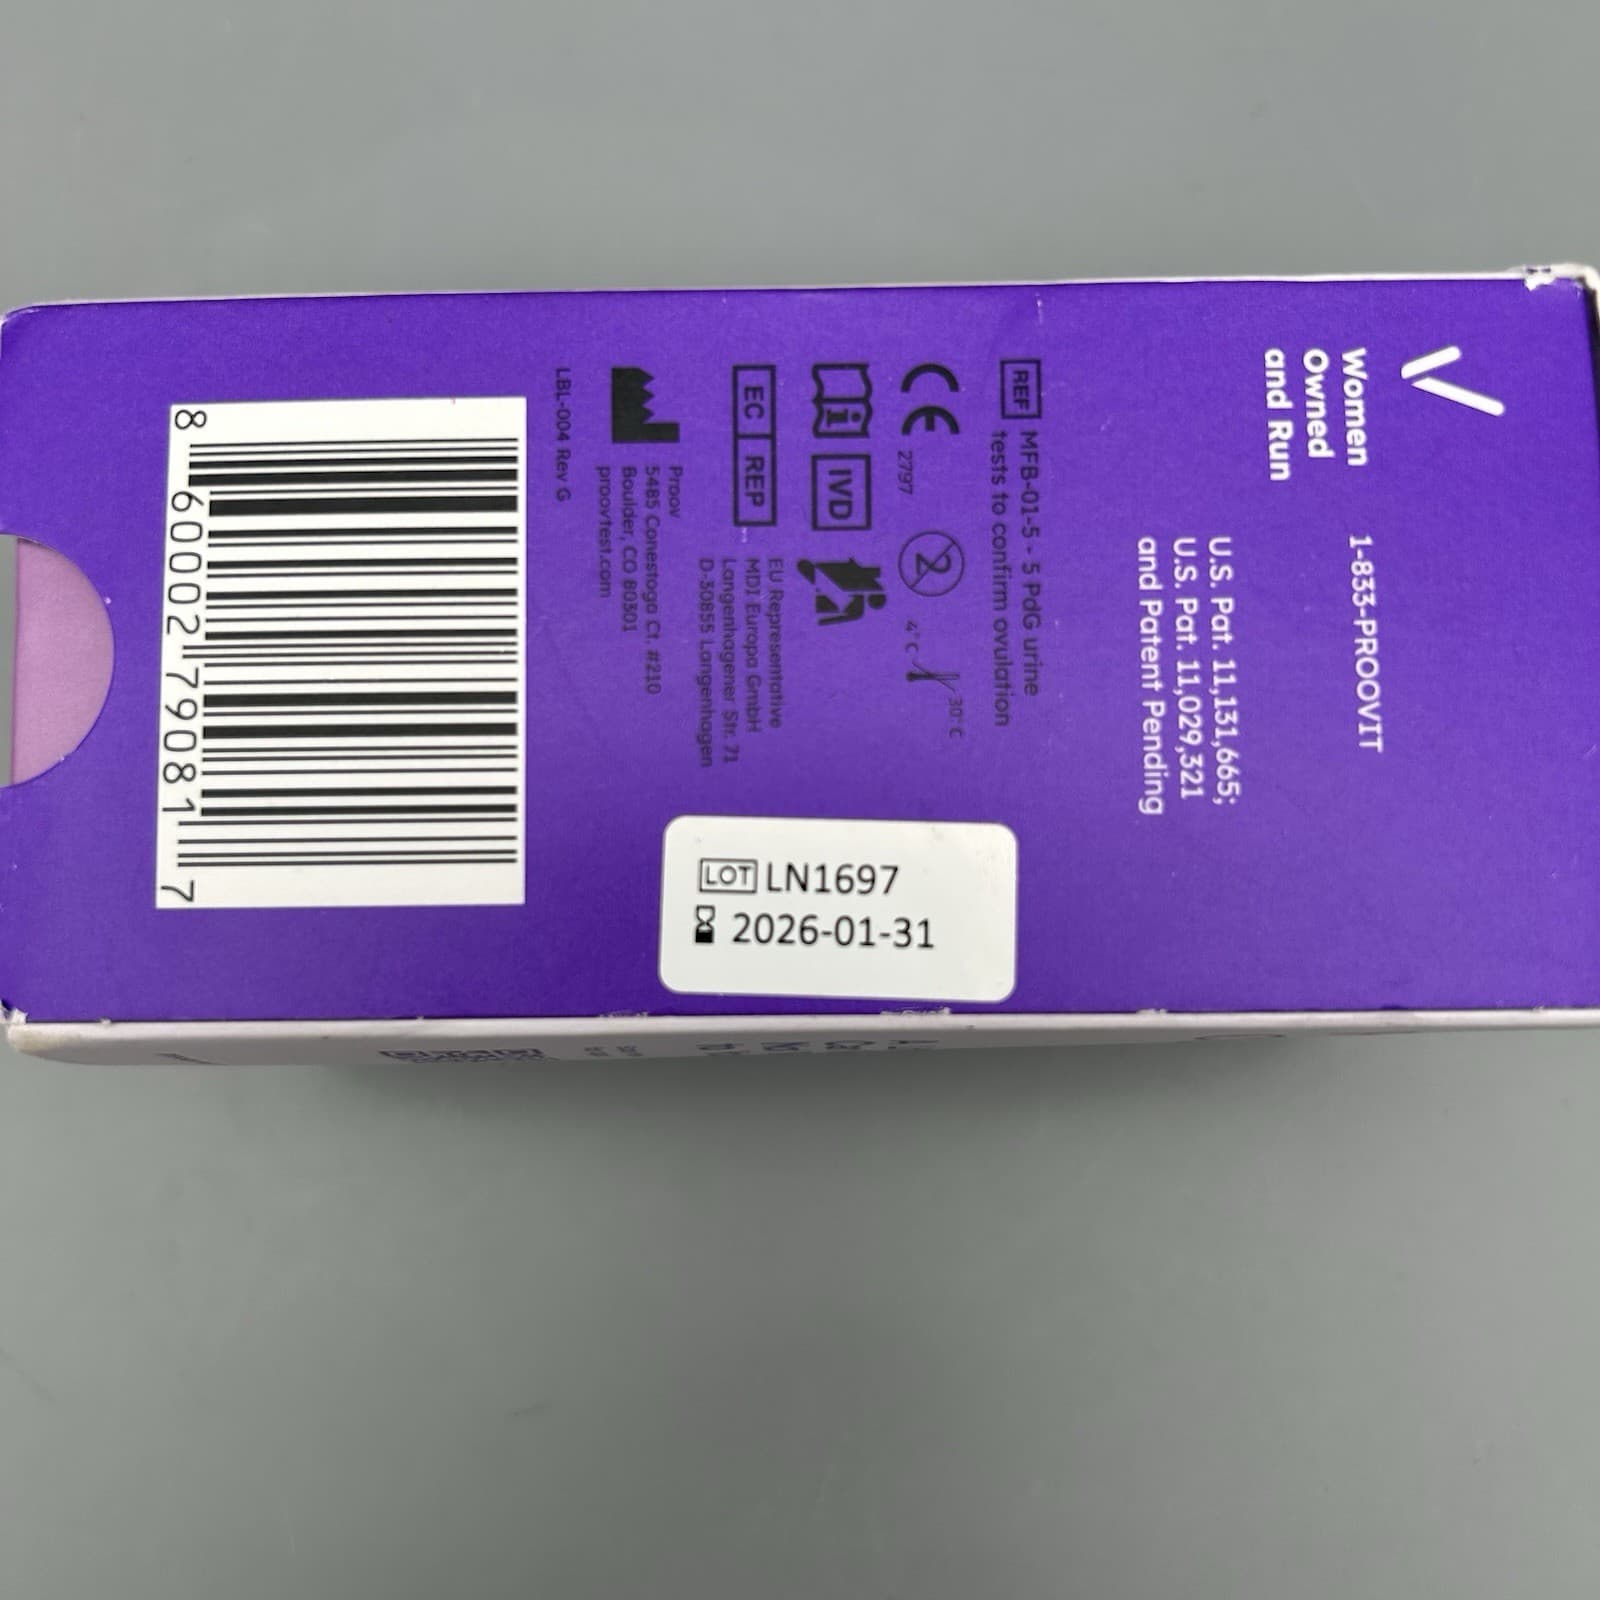 Women
Owned
and Run
1-833-PROOVIT
U.S. Pat. 11,131,665;
U.S. Pat. 11,029,321
and Patent Pending
REF MFB-01-5 - 5 PdG urine
tests to confirm ovulation
CE 2797
2
4°C 30°C
IVD
EC REP
EU Representative
MDI Europa GmbH
Langenhagener Str. 71
D-30855 Langenhagen
Proov
5485 Conestoga Ct. #210
Boulder, CO 80301
proovtest.com
LBL-004 Rev G
8 60002 79081 7
LOT LN1697
2026-01-31